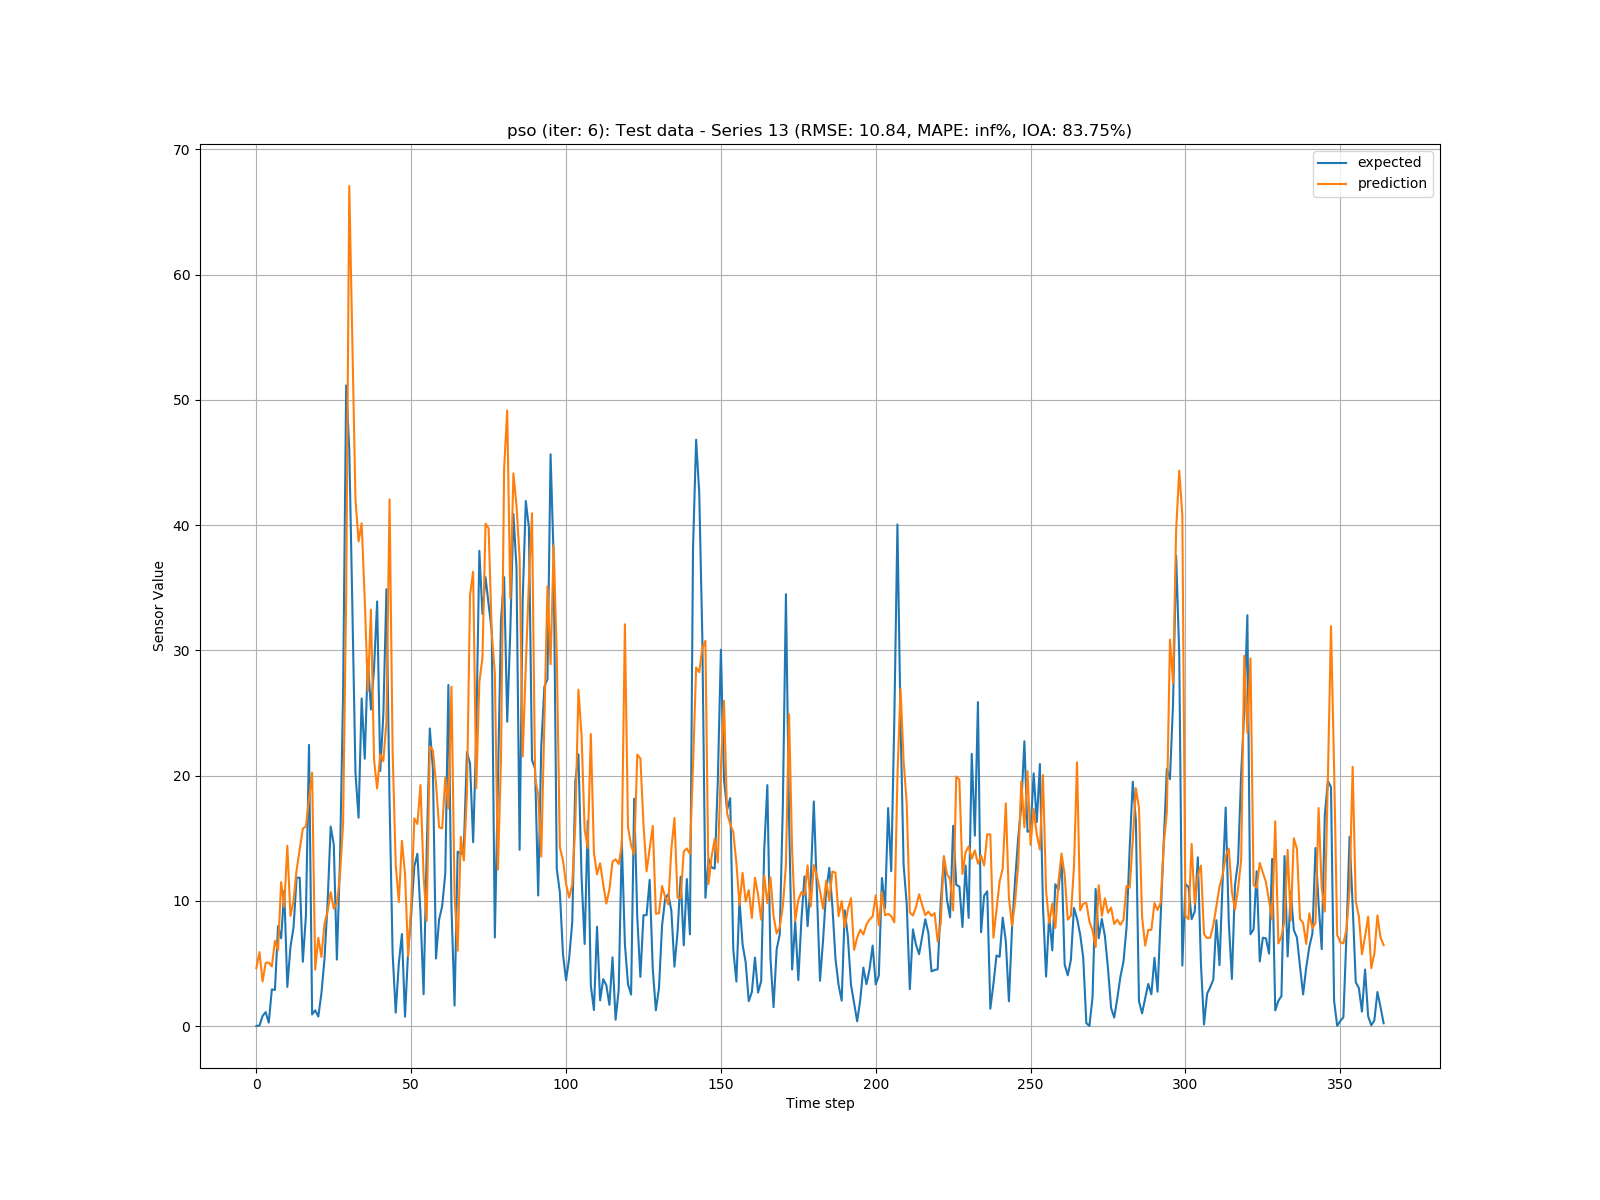 pso (iter: 6): Test data - Series 13 (RMSE: 10.84, MAPE: inf%, IOA: 83.75%)
expected
prediction
70
60
50
40
30
20
10
0
Sensor Value
0 50 100 150 200 250 300 350
Time step